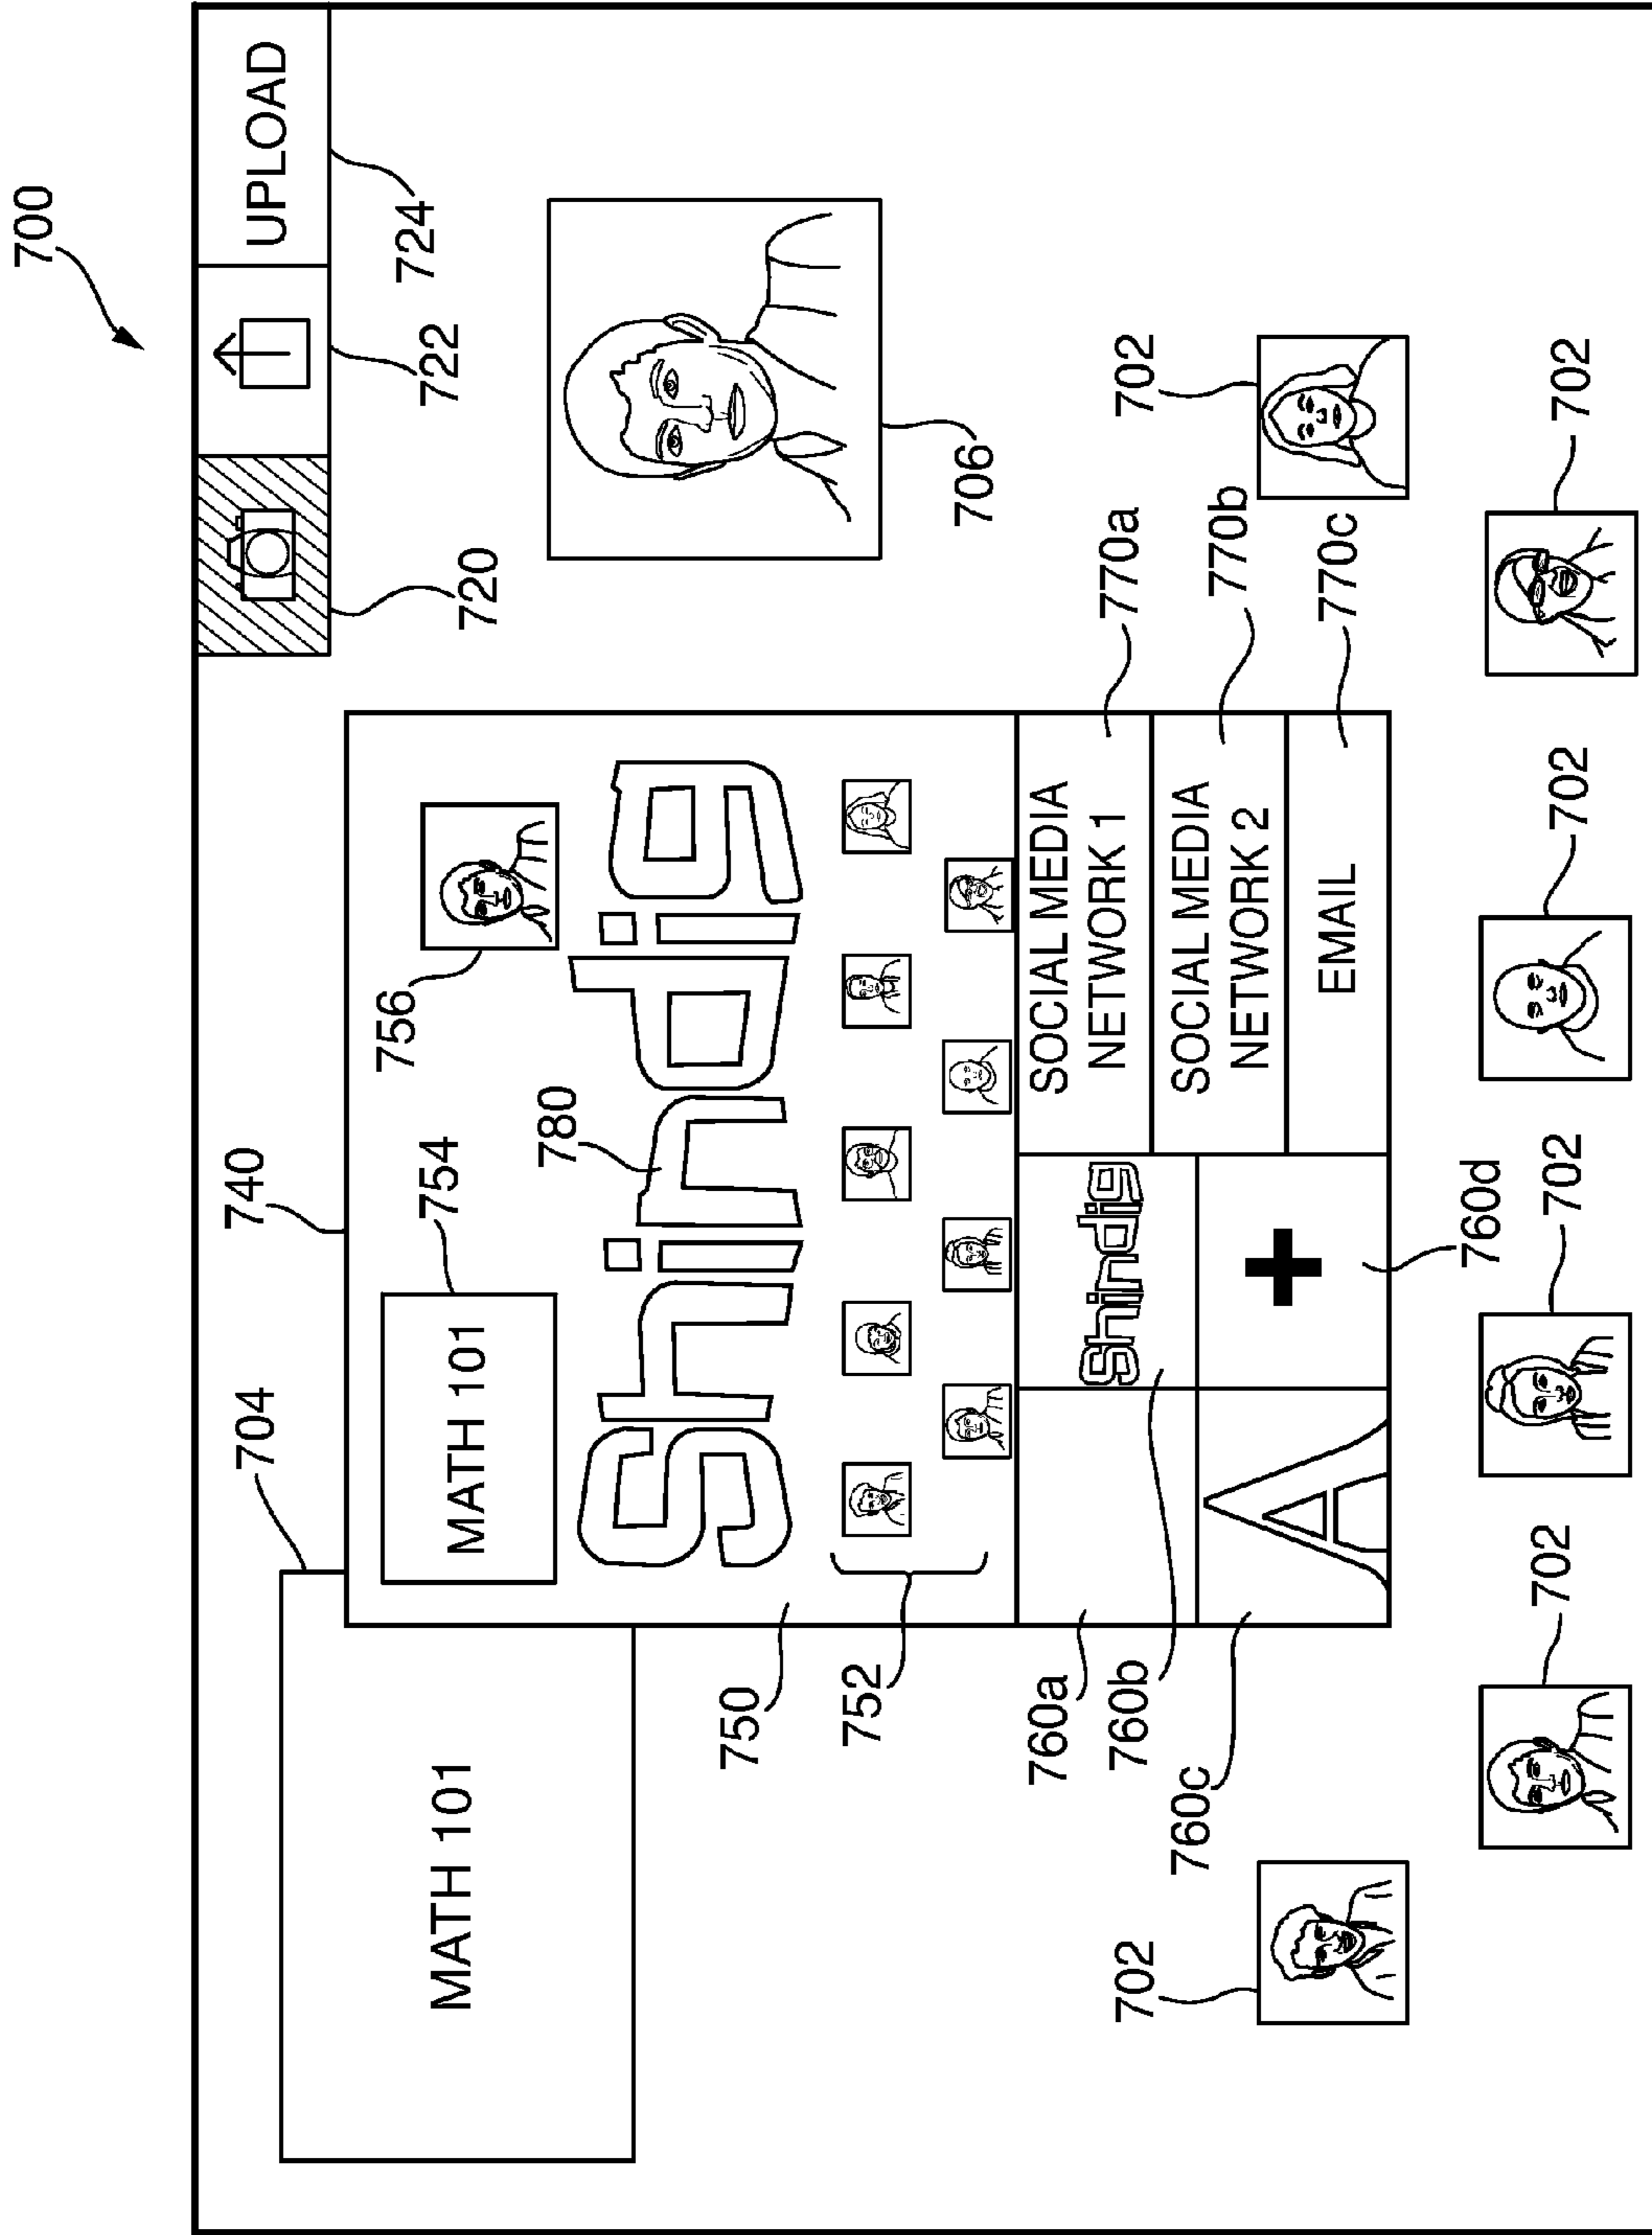 700
UPLOAD
720
722
724
740
704
754
756
MATH 101
MATH 101
780
Shindig
706
750
752
SOCIAL MEDIA
NETWORK 1
SOCIAL MEDIA
NETWORK 2
EMAIL
Shindig
+
A
760a
760b
760c
760d
770a
770b
770c
702
702
702
702
702
702
702